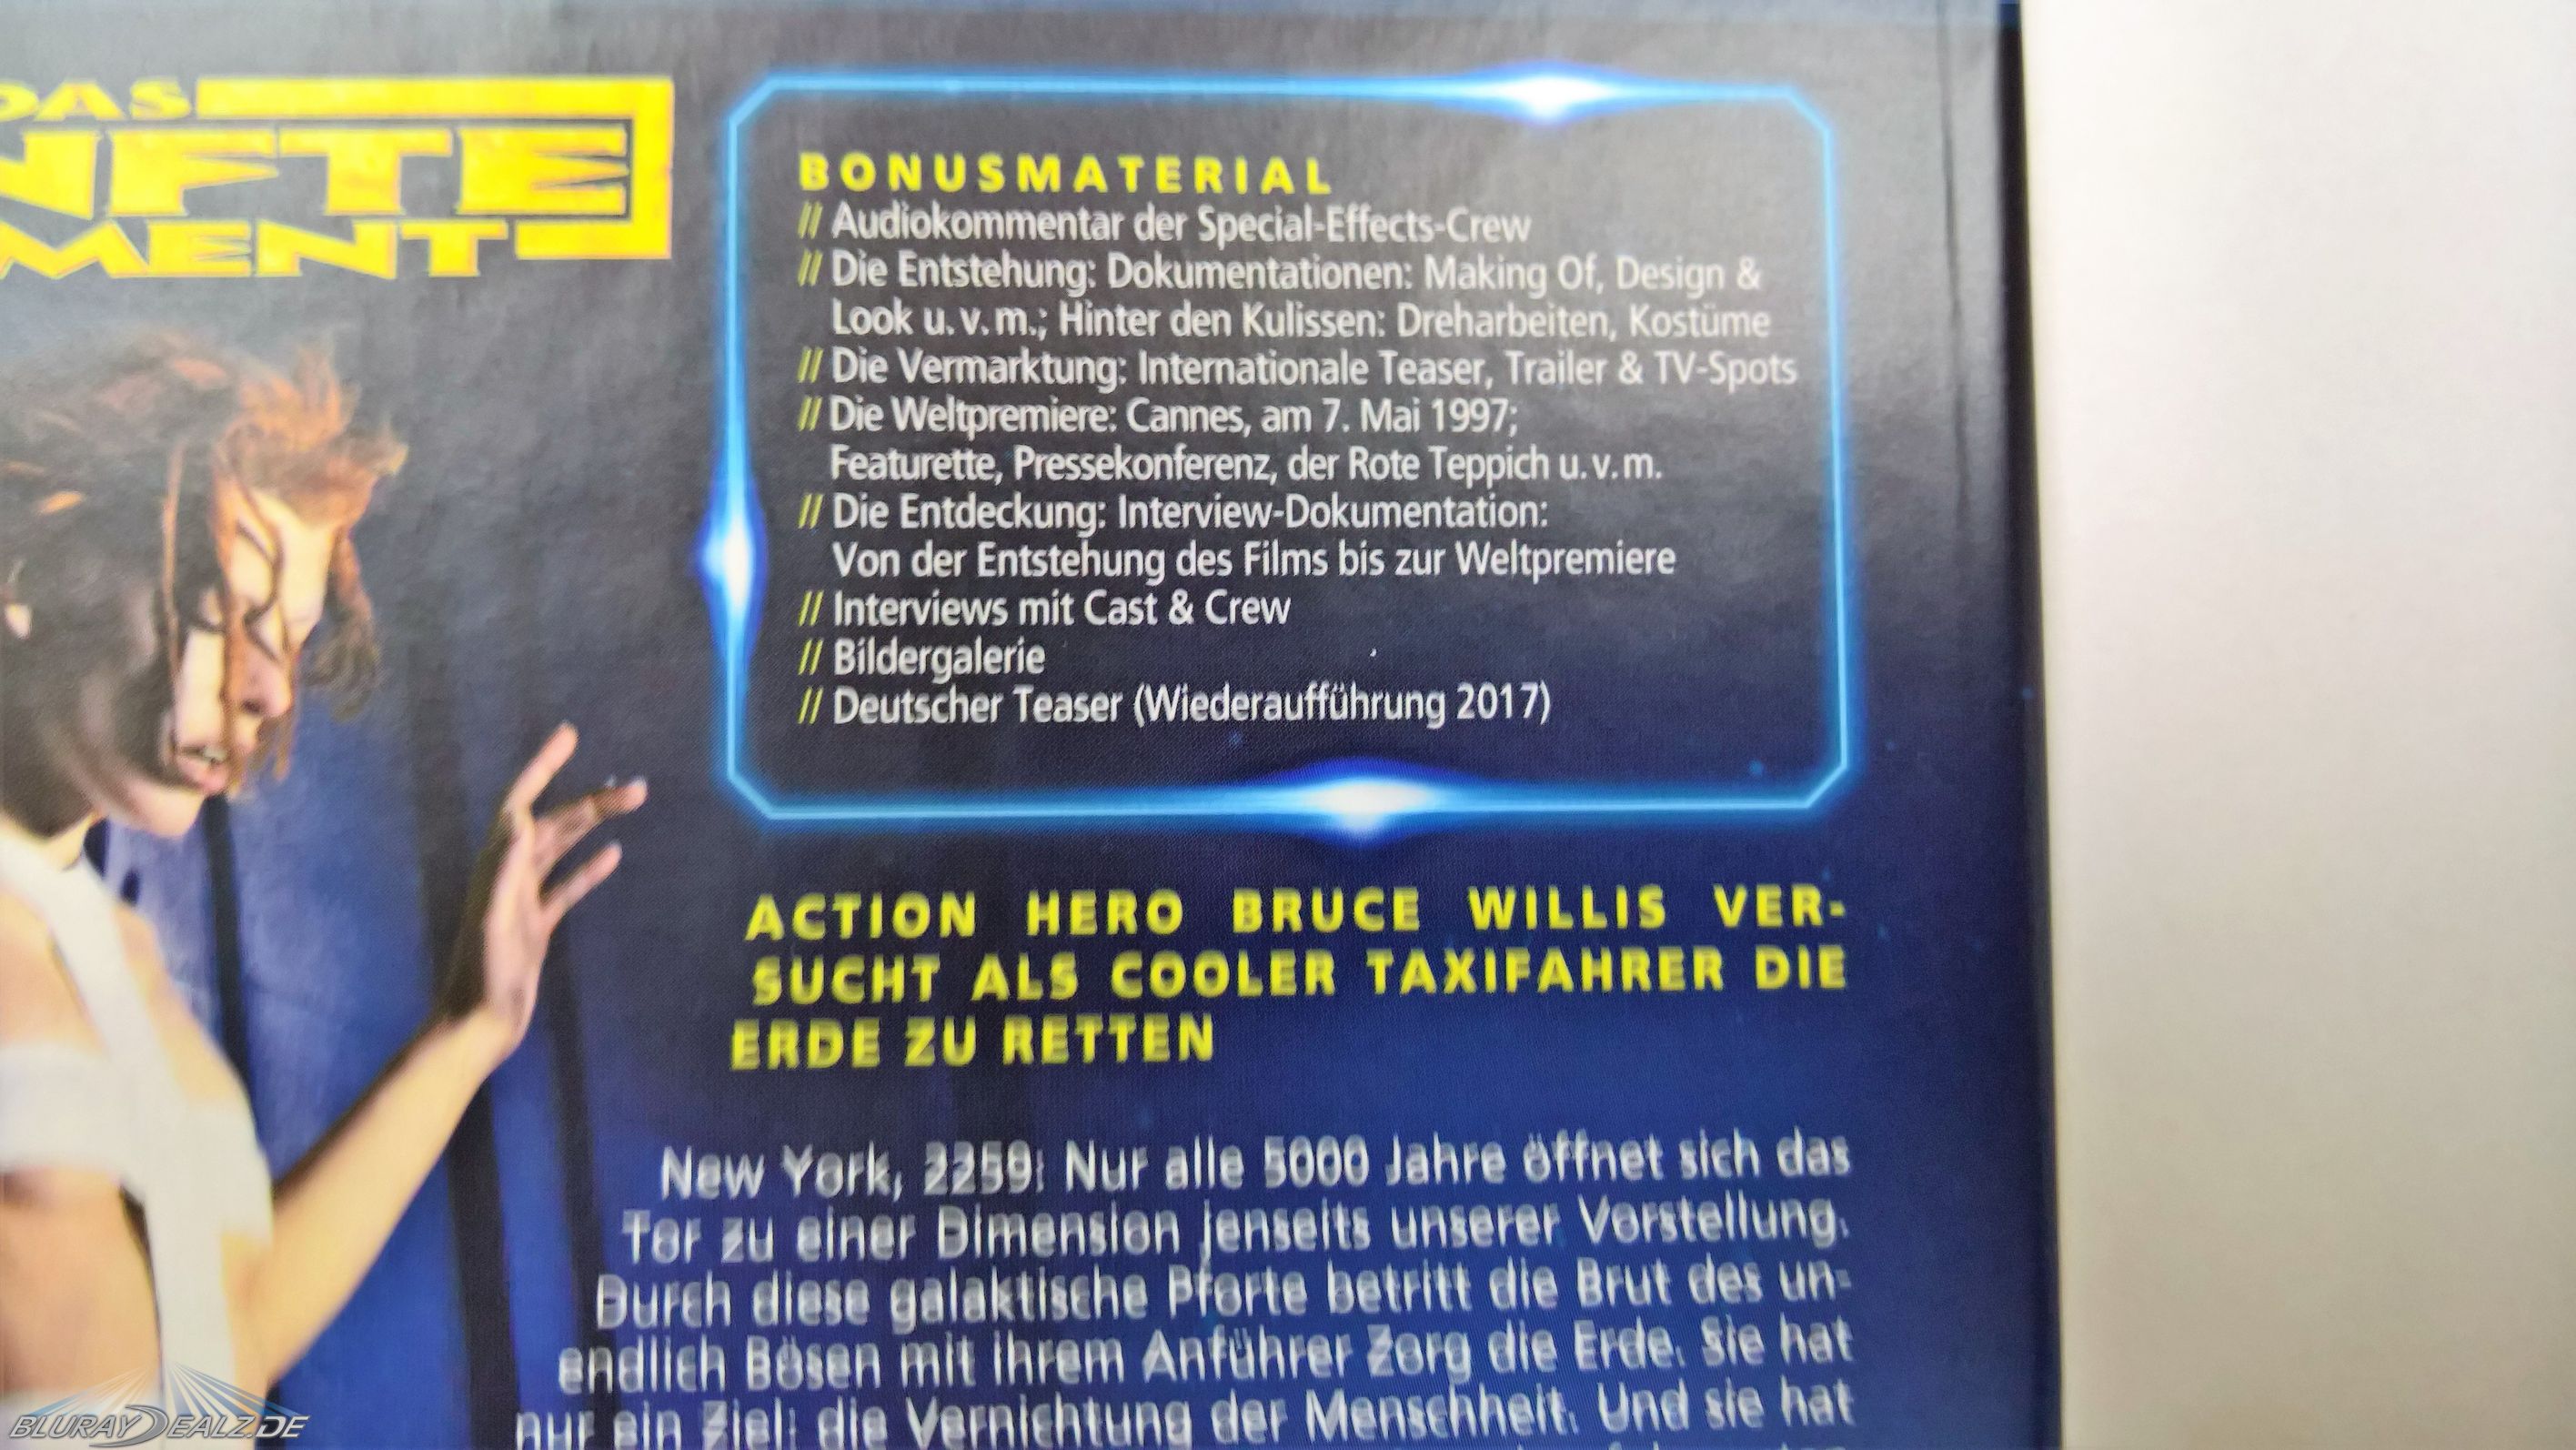 DAS
NFTE
MENT
BONUSMATERIAL
// Audiokommentar der Special-Effects-Crew
// Die Entstehung: Dokumentationen: Making Of, Design &
Look u. v. m.; Hinter den Kulissen: Dreharbeiten, Kostüme
// Die Vermarktung: Internationale Teaser, Trailer & TV-Spots
// Die Weltpremiere: Cannes, am 7. Mai 1997;
Featurette, Pressekonferenz, der Rote Teppich u. v. m.
// Die Entdeckung: Interview-Dokumentation:
Von der Entstehung des Films bis zur Weltpremiere
// Interviews mit Cast & Crew
// Bildergalerie
// Deutscher Teaser (Wiederaufführung 2017)
ACTION HERO BRUCE WILLIS VER-
SUCHT ALS COOLER TAXIFAHRER DIE
ERDE ZU RETTEN
New York, 2259: Nur alle 5000 Jahre öffnet sich das
Tor zu einer Dimension jenseits unserer Vorstellung.
Durch diese galaktische Pforte betritt die Brut des un-
endlich Bösen mit ihrem Anführer Zorg die Erde. Sie hat
nur ein Ziel: die Vernichtung der Menschheit. Und sie hat
BLURAYDEALZ.DE